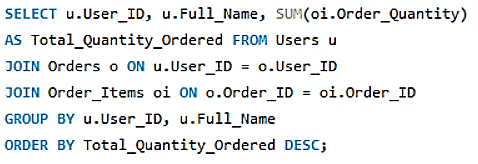 SELECT u.User_ID, u.Full_Name, SUM(oi.Order_Quantity)
AS Total_Quantity_Ordered FROM Users u
JOIN Orders o ON u.User_ID = o.User_ID
JOIN Order_Items oi ON o.Order_ID = oi.Order_ID
GROUP BY u.User_ID, u.Full_Name
ORDER BY Total_Quantity_Ordered DESC;